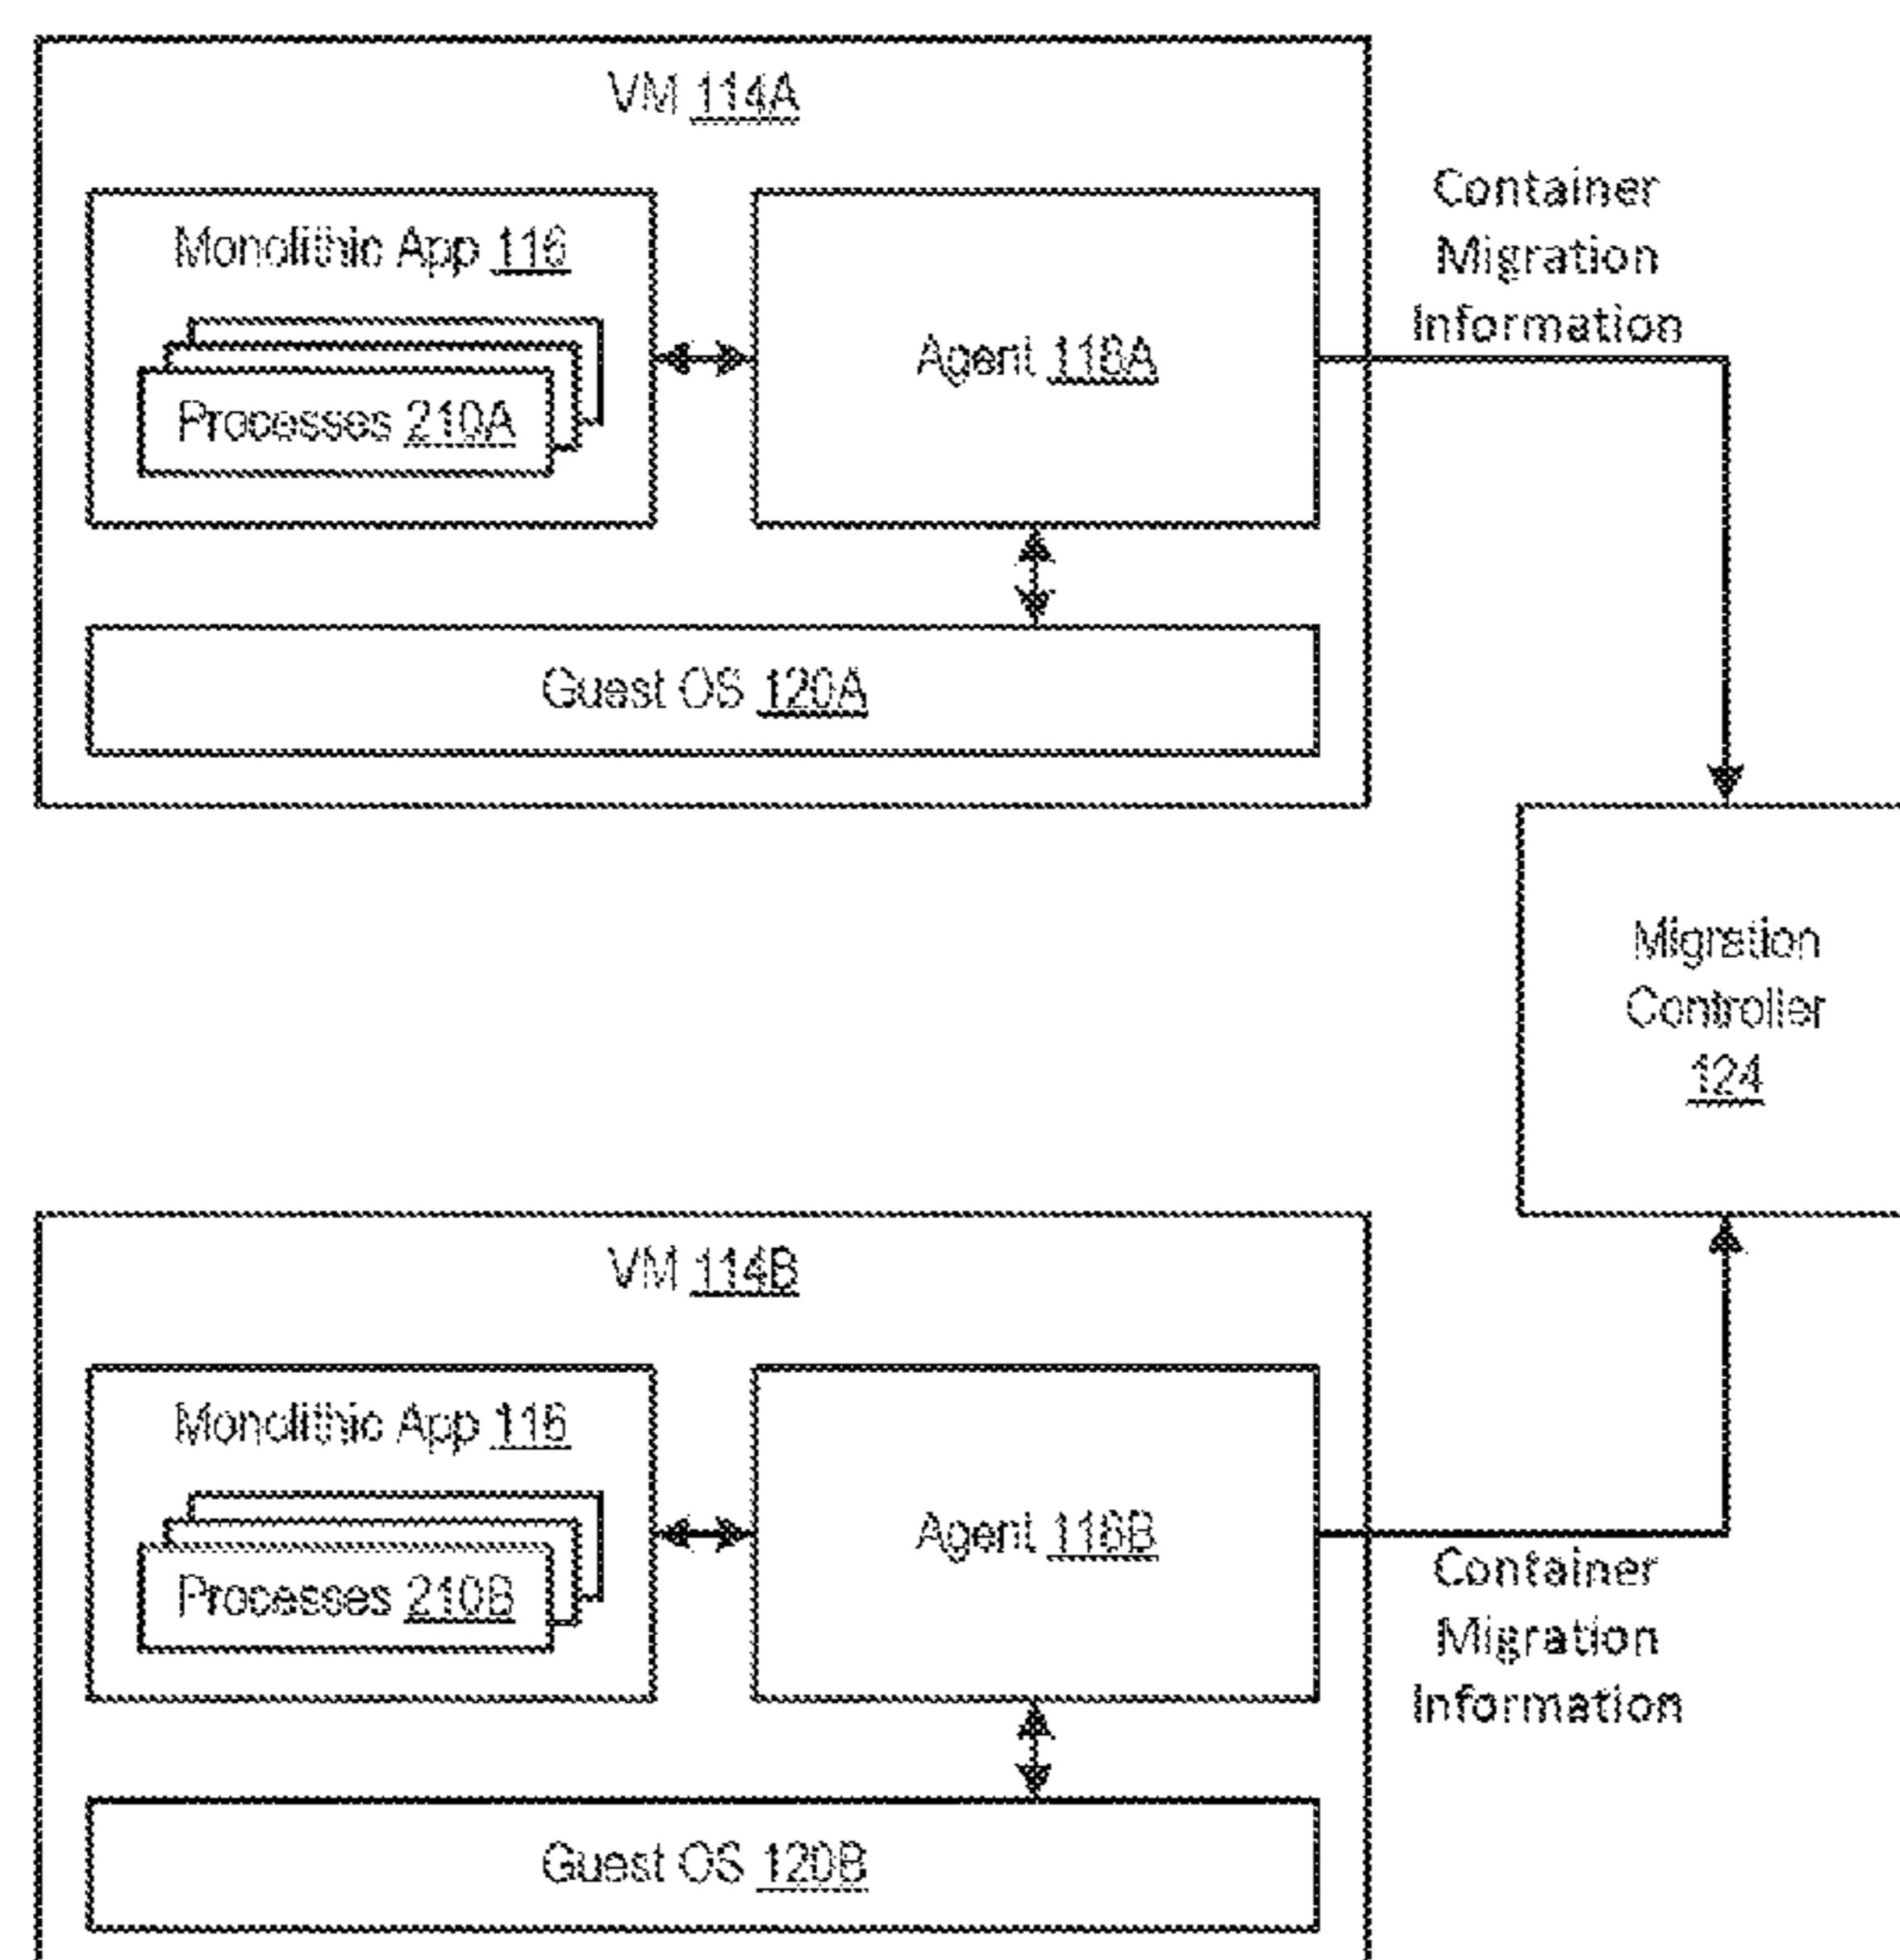 VM 114A
Monolithic App 116
Processes 210A
Agent 118A
Guest OS 120A
Container
Migration
Information
Migration
Controller
124
VM 114B
Monolithic App 116
Processes 210B
Agent 118B
Guest OS 120B
Container
Migration
Information